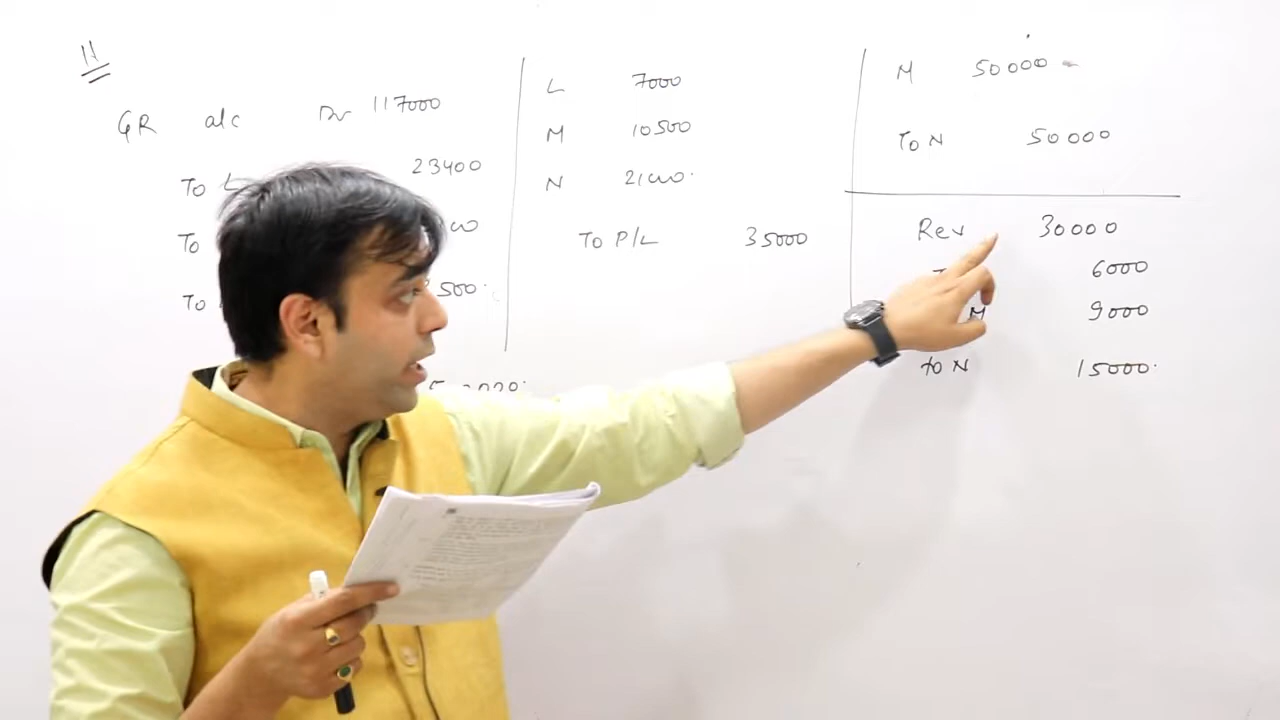 11
GR a/c Dr 117000
To L 23400
To
500.
To
L 7000
M 10500
N 21000.
To P/L 35000
M 50000
To N 50000
Rev 30000
6000
M 9000
to N 15000.